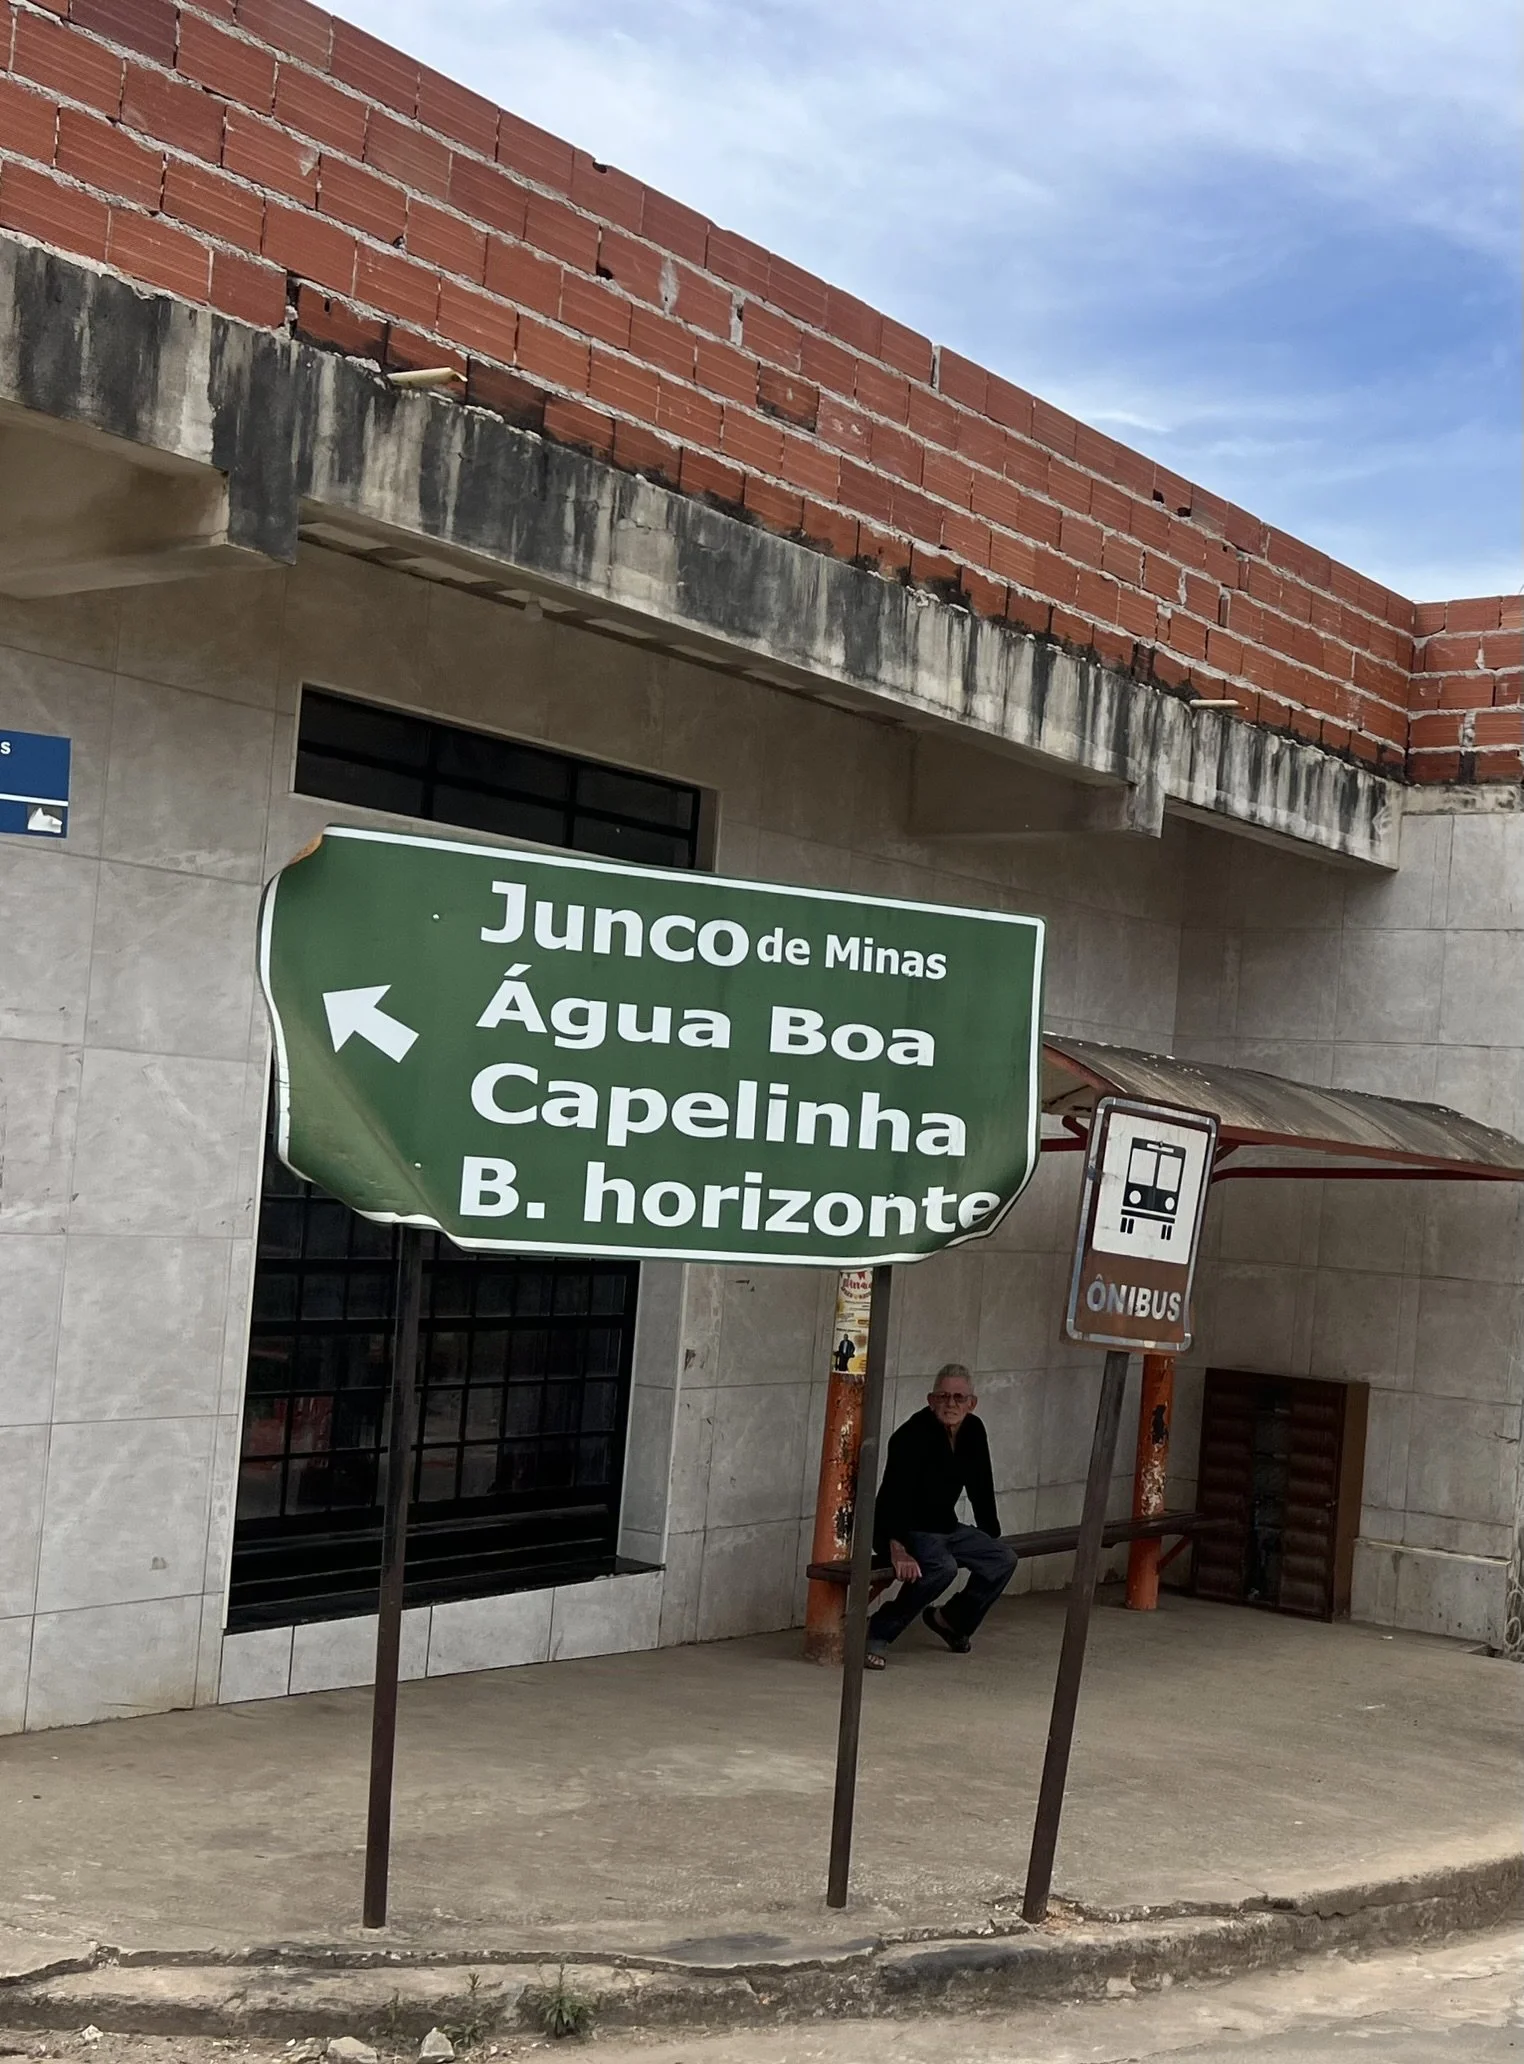 s
Junco de Minas
Água Boa
Capelinha
B. horizonte
ÔNIBUS